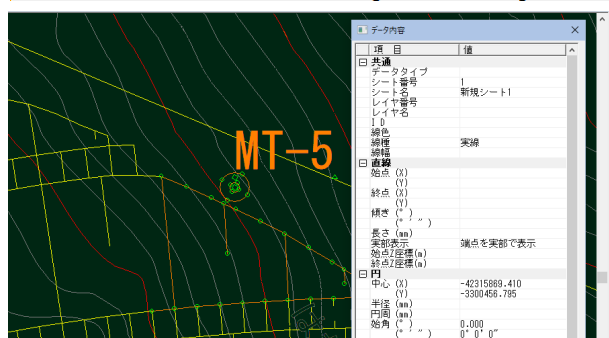 データ内容
項 目 値
共通
データタイプ
シート番号 1
シート名 新規シート1
レイヤ番号
レイヤ名
I D
線色
線種 実線
線幅
直線
始点 (X)
(Y)
終点 (X)
(Y)
傾き (°)
(° ′ ″)
長さ (mm)
実部表示 端点を実部で表示
始点Z座標(m)
終点Z座標(m)
円
中心 (X) -42315869.410
(Y) -3300456.795
半径 (mm)
円周 (mm)
始角 (°) 0.000
(° ′ ″) 0° 0′ 0″
MT-5